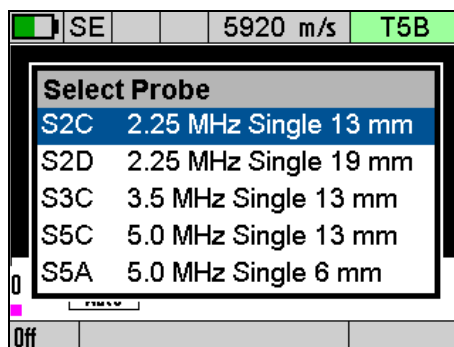 SE 5920 m/s T5B
Select Probe
S2C 2.25 MHz Single 13 mm
S2D 2.25 MHz Single 19 mm
S3C 3.5 MHz Single 13 mm
S5C 5.0 MHz Single 13 mm
S5A 5.0 MHz Single 6 mm
0
Off